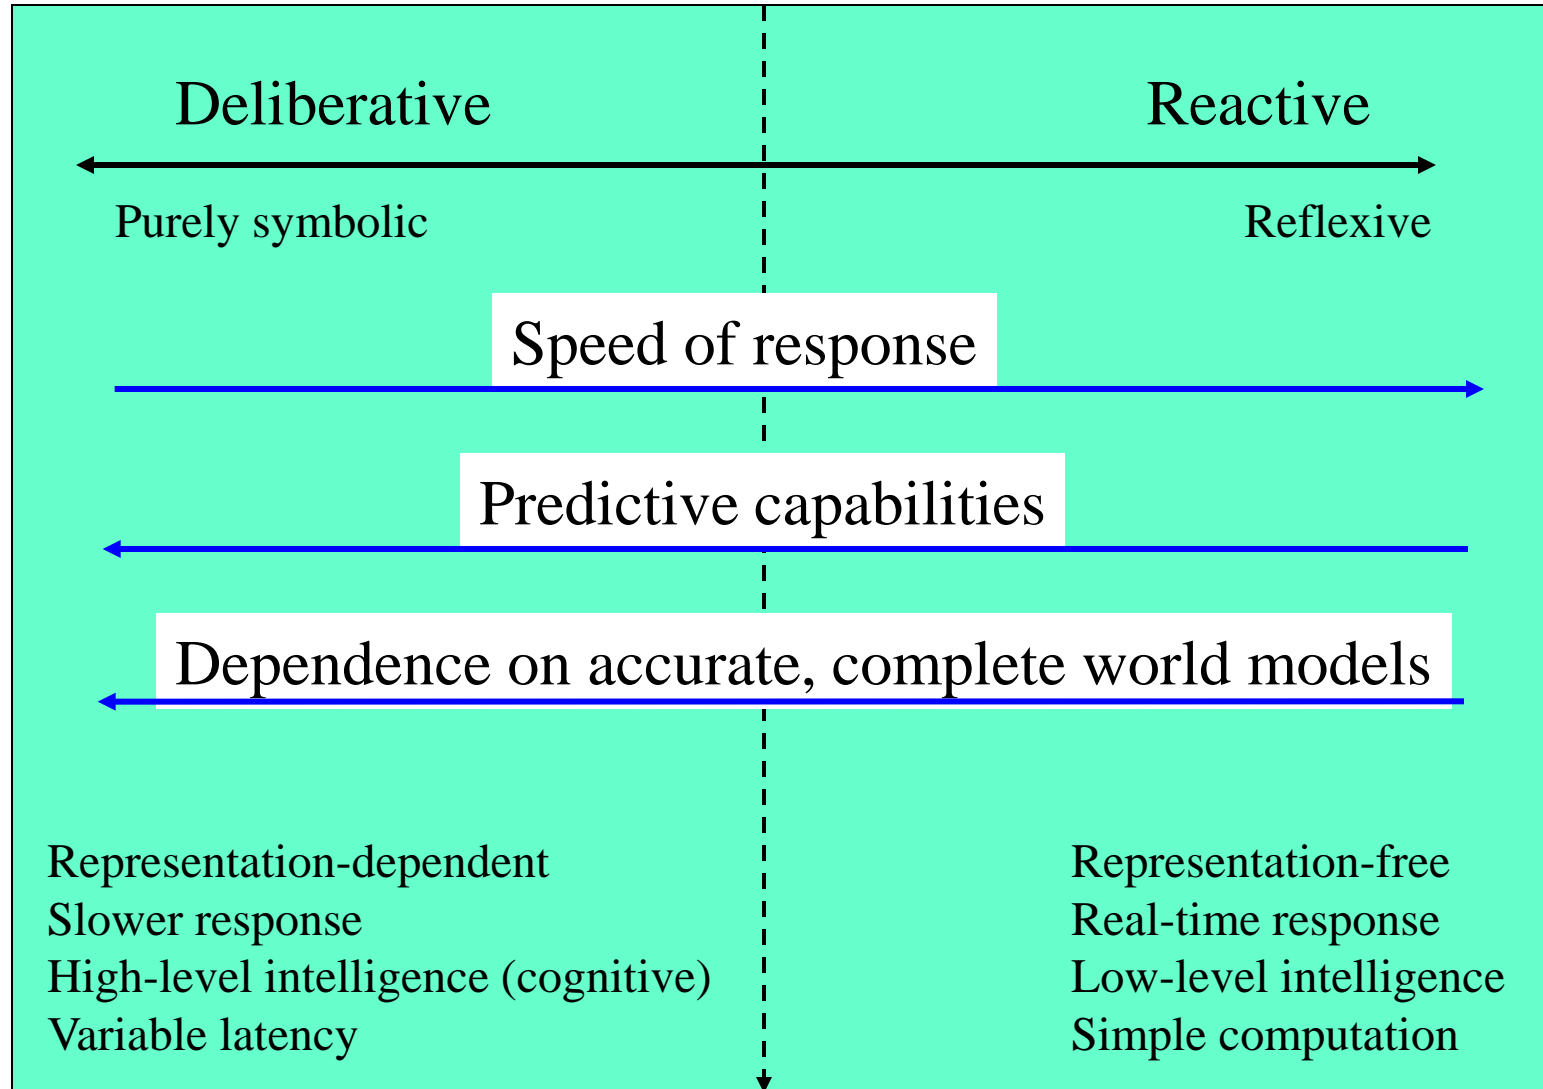 Deliberative
Reactive
Purely symbolic
Reflexive
Speed of response
Predictive capabilities
Dependence on accurate, complete world models
Representation-dependent
Slower response
High-level intelligence (cognitive)
Variable latency
Representation-free
Real-time response
Low-level intelligence
Simple computation